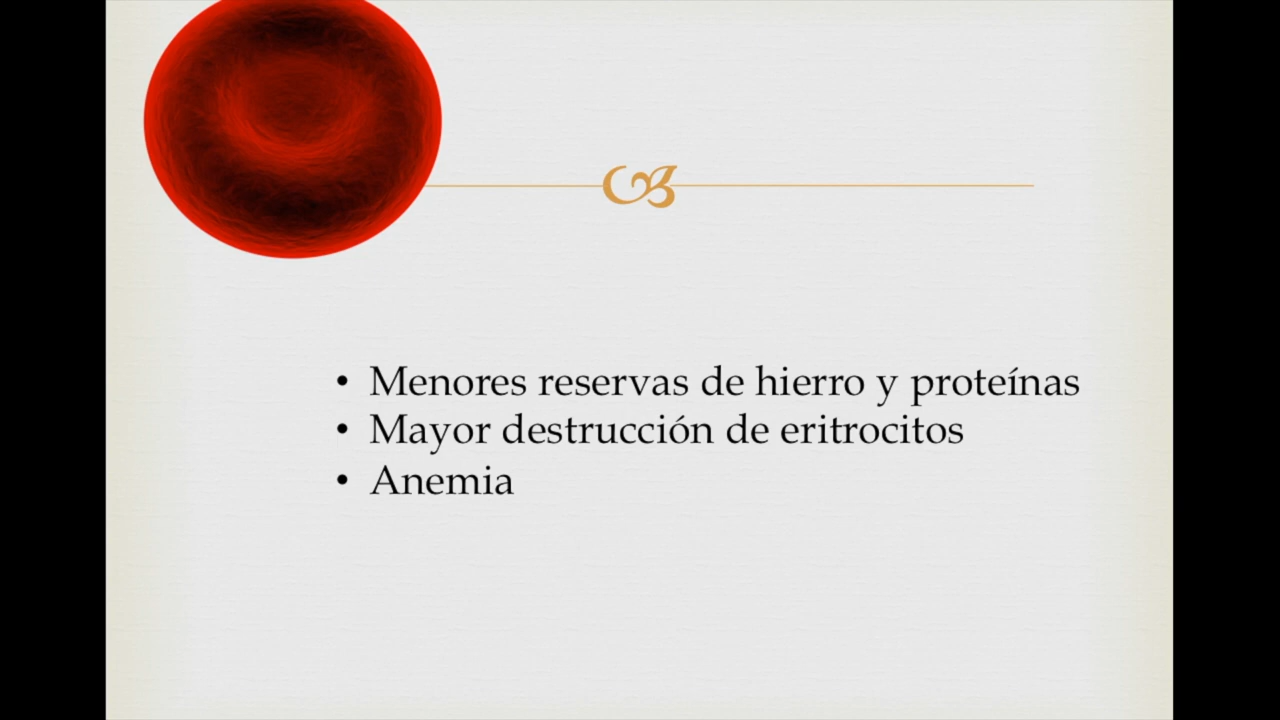 • Menores reservas de hierro y proteínas
• Mayor destrucción de eritrocitos
• Anemia